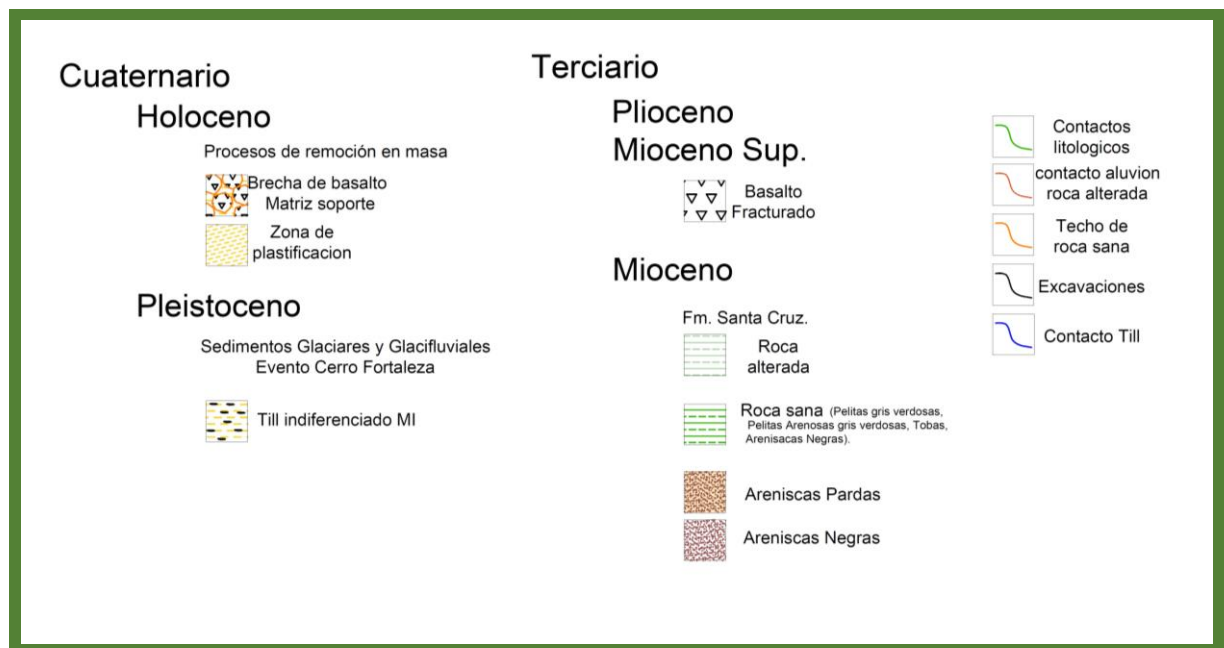 Cuaternario
Holoceno
Procesos de remoción en masa
Brecha de basalto
Matriz soporte
Zona de
plastificacion
Pleistoceno
Sedimentos Glaciares y Glacifluviales
Evento Cerro Fortaleza
Till indiferenciado MI
Terciario
Plioceno
Mioceno Sup.
Basalto
Fracturado
Mioceno
Fm. Santa Cruz.
Roca
alterada
Roca sana (Pelitas gris verdosas,
Pelitas Arenosas gris verdosas, Tobas,
Arenisacas Negras).
Areniscas Pardas
Areniscas Negras
Contactos
litologicos
contacto aluvion
roca alterada
Techo de
roca sana
Excavaciones
Contacto Till